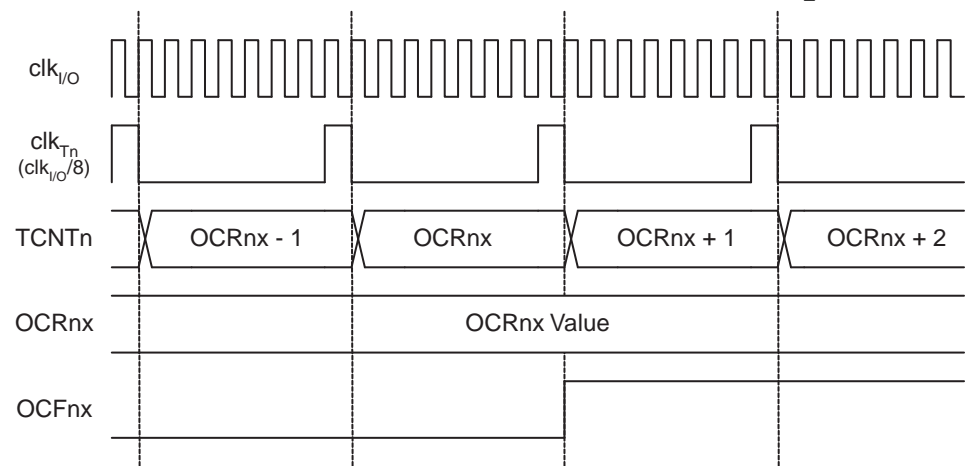 clkI/O
clkTn
(clkI/O/8)
TCNTn
OCRnx - 1
OCRnx
OCRnx + 1
OCRnx + 2
OCRnx
OCRnx Value
OCFnx